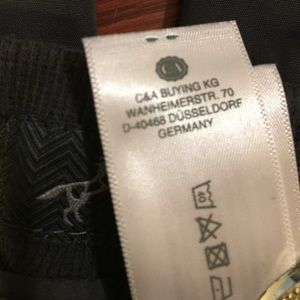 C&A
C&A BUYING KG
WANHEIMERSTR. 70
D-40468 DÜSSELDORF
GERMANY